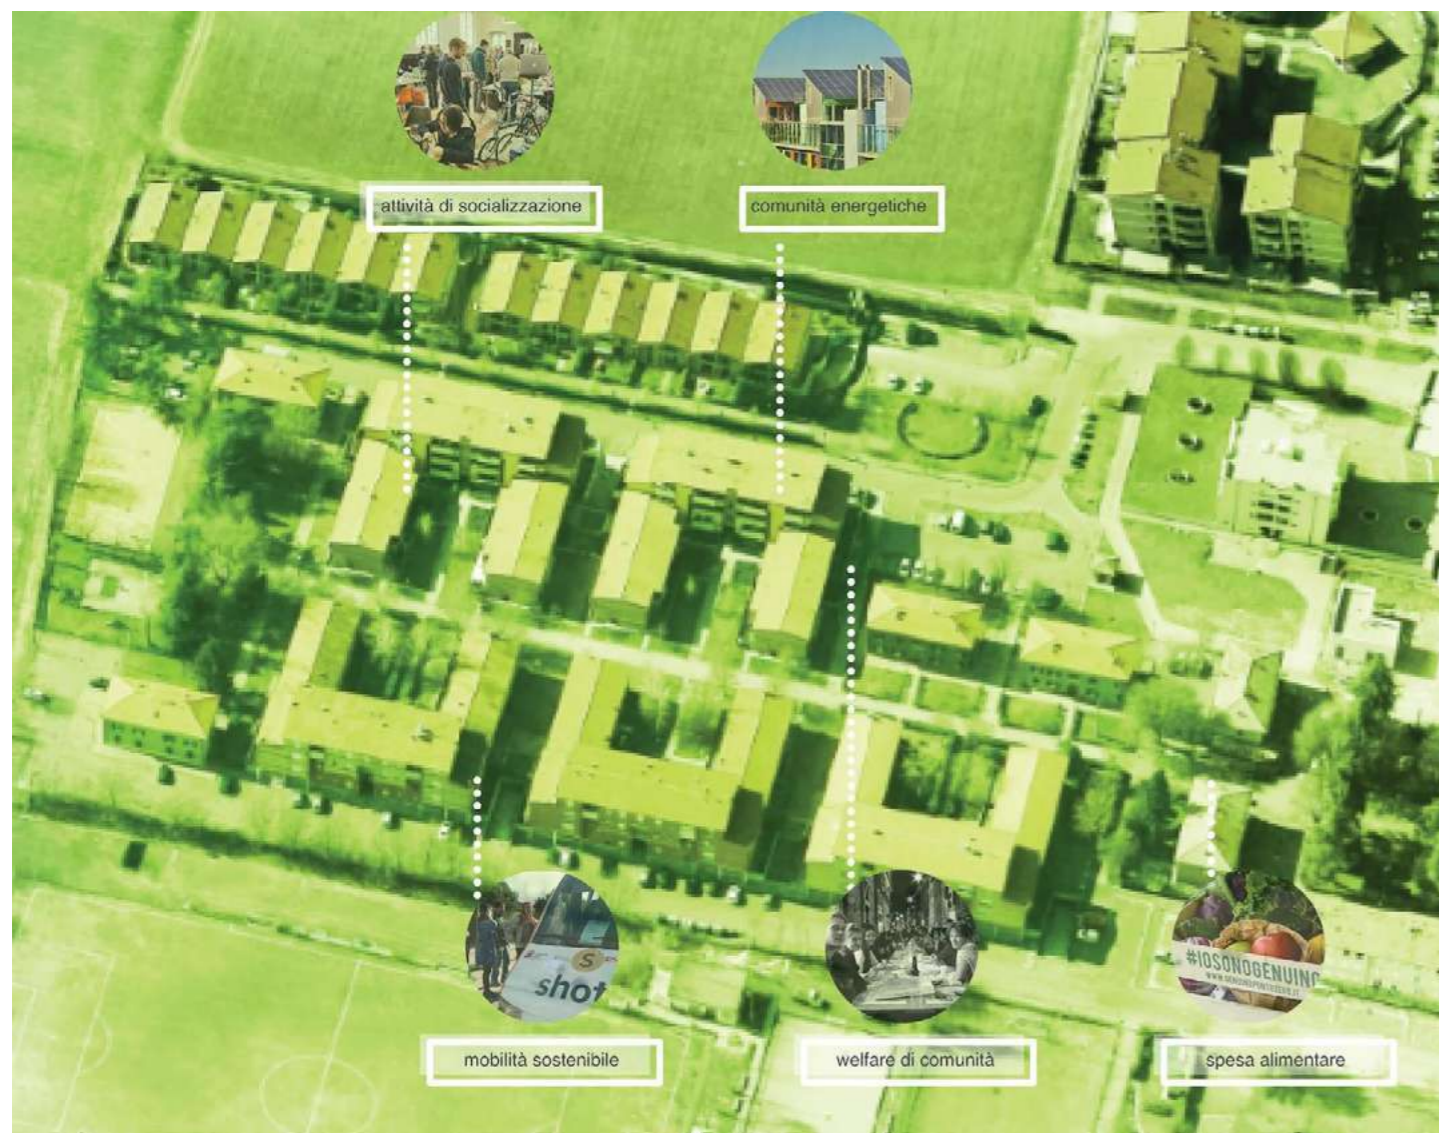 attività di socializzazione
comunità energetiche
S
shot
#IOSONOGENUINO
mobilità sostenibile
welfare di comunità
spesa alimentare